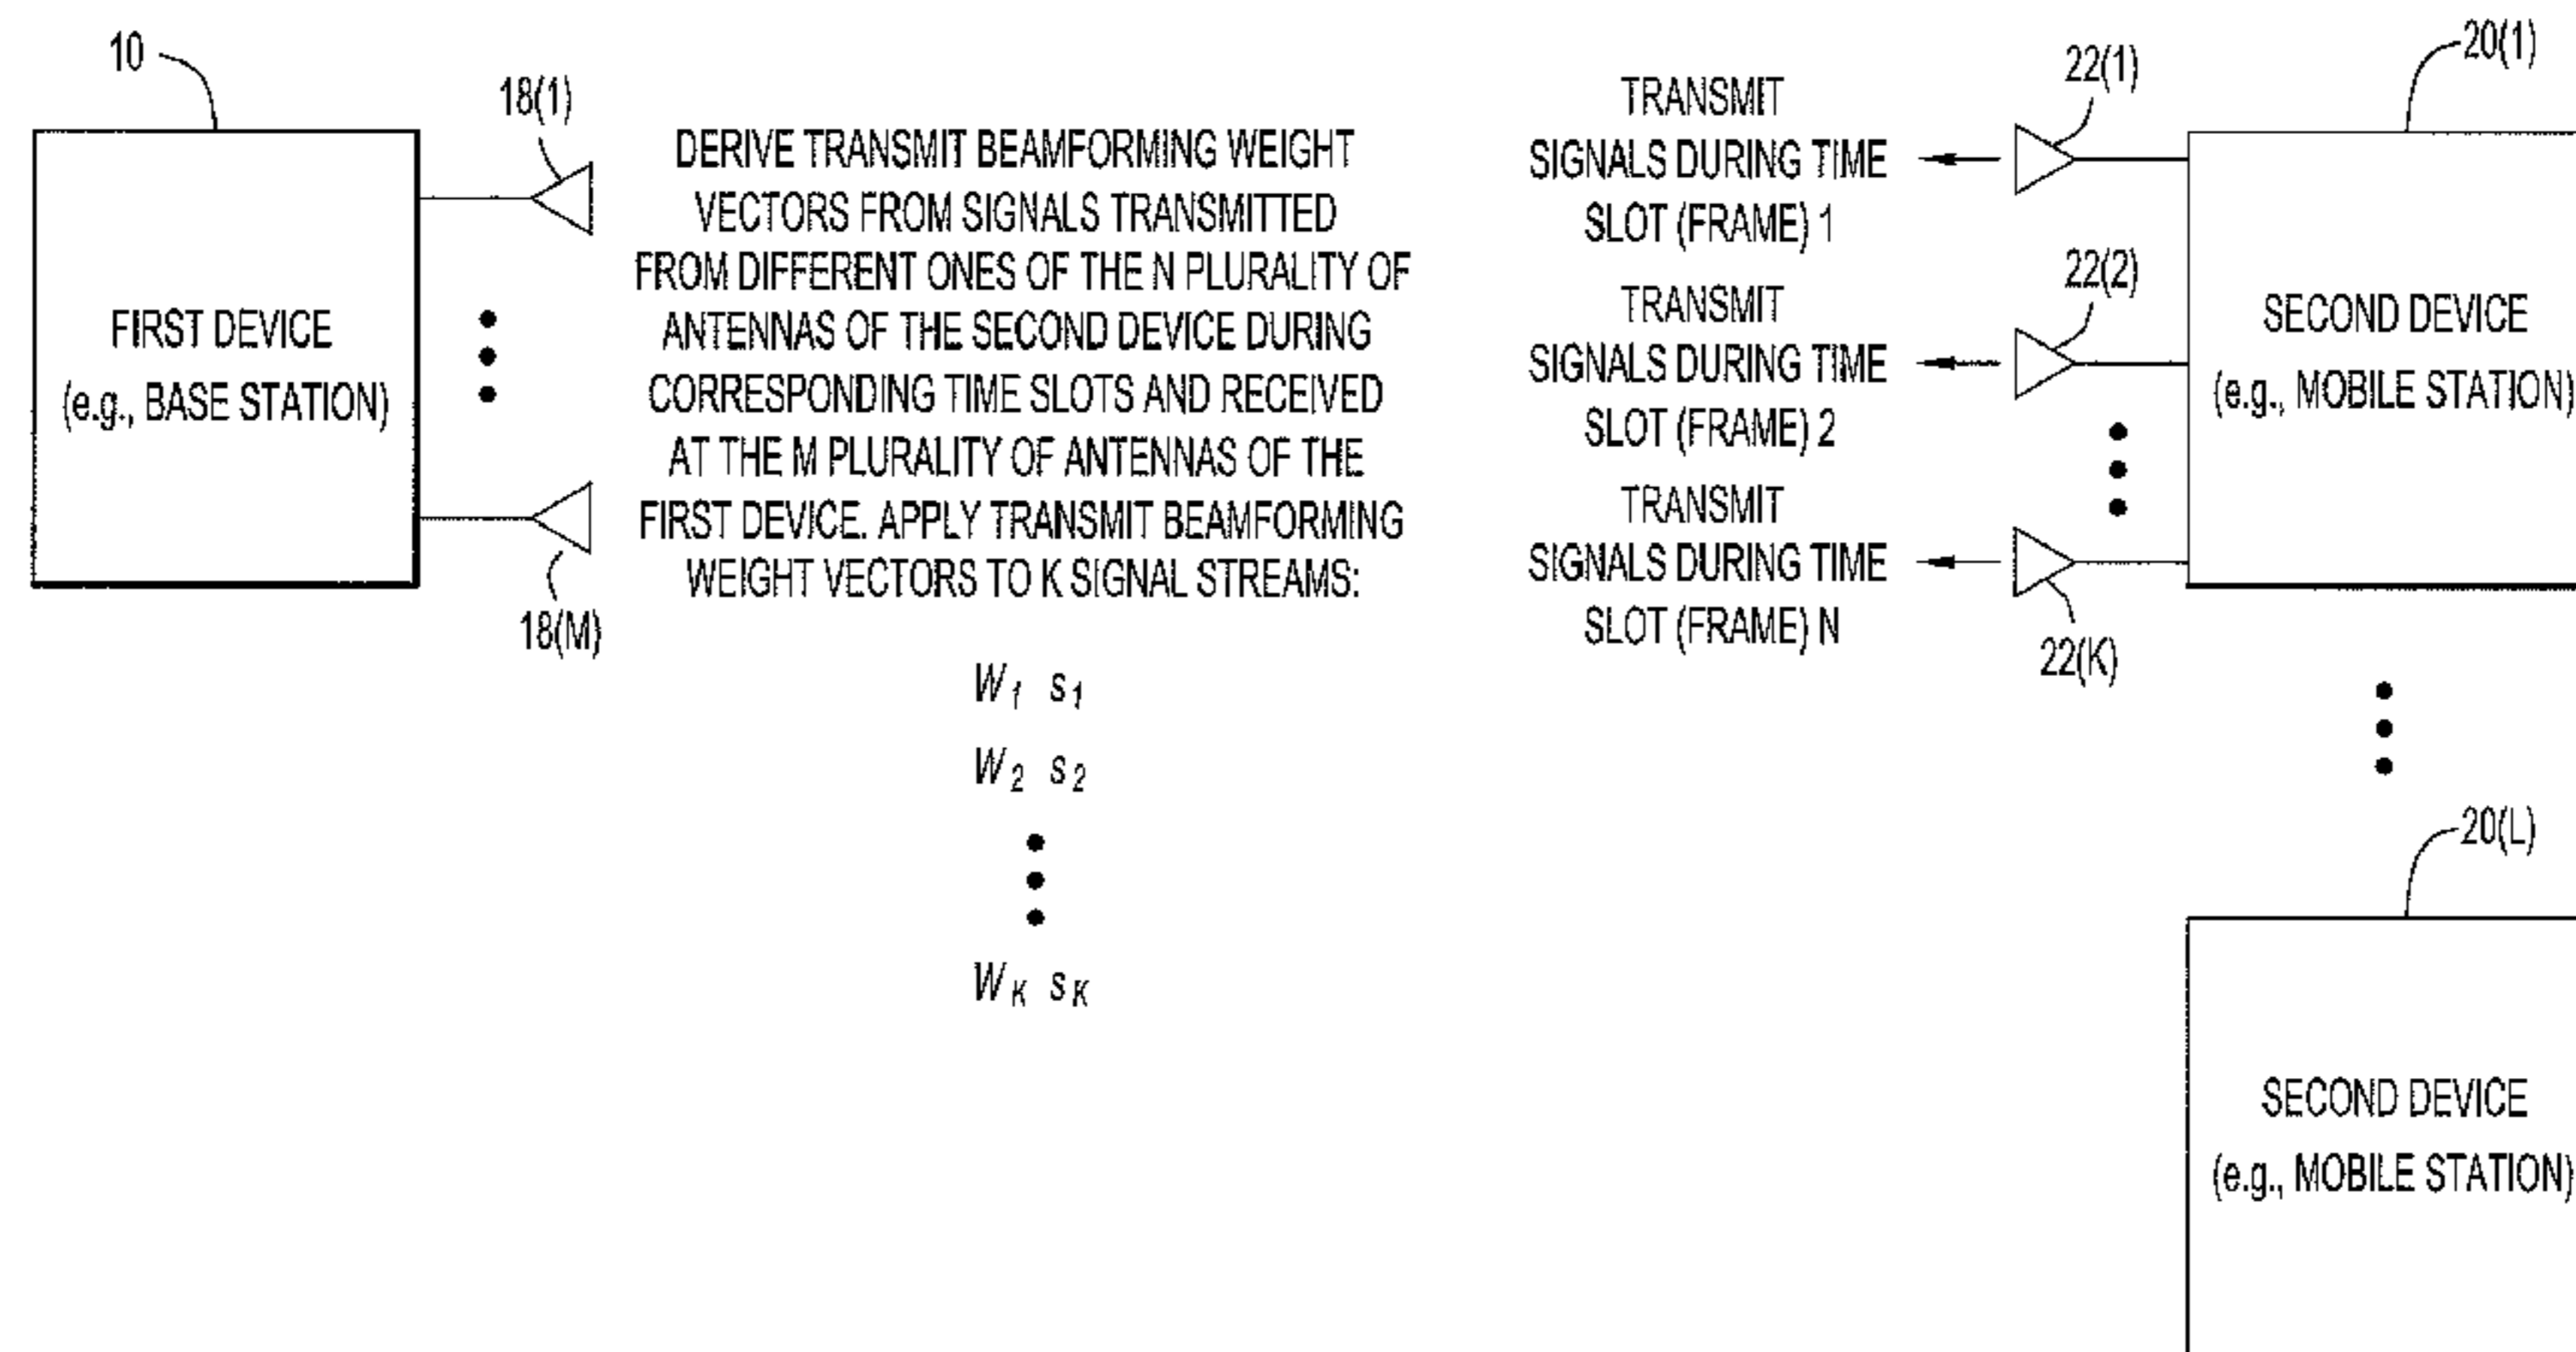 10
18(1)
FIRST DEVICE
(e.g., BASE STATION)
18(M)
DERIVE TRANSMIT BEAMFORMING WEIGHT
VECTORS FROM SIGNALS TRANSMITTED
FROM DIFFERENT ONES OF THE N PLURALITY OF
ANTENNAS OF THE SECOND DEVICE DURING
CORRESPONDING TIME SLOTS AND RECEIVED
AT THE M PLURALITY OF ANTENNAS OF THE
FIRST DEVICE. APPLY TRANSMIT BEAMFORMING
WEIGHT VECTORS TO K SIGNAL STREAMS:
W1 s1
W2 s2
WK sK
TRANSMIT
SIGNALS DURING TIME
SLOT (FRAME) 1
TRANSMIT
SIGNALS DURING TIME
SLOT (FRAME) 2
TRANSMIT
SIGNALS DURING TIME
SLOT (FRAME) N
22(1)
22(2)
22(K)
20(1)
SECOND DEVICE
(e.g., MOBILE STATION)
20(L)
SECOND DEVICE
(e.g., MOBILE STATION)